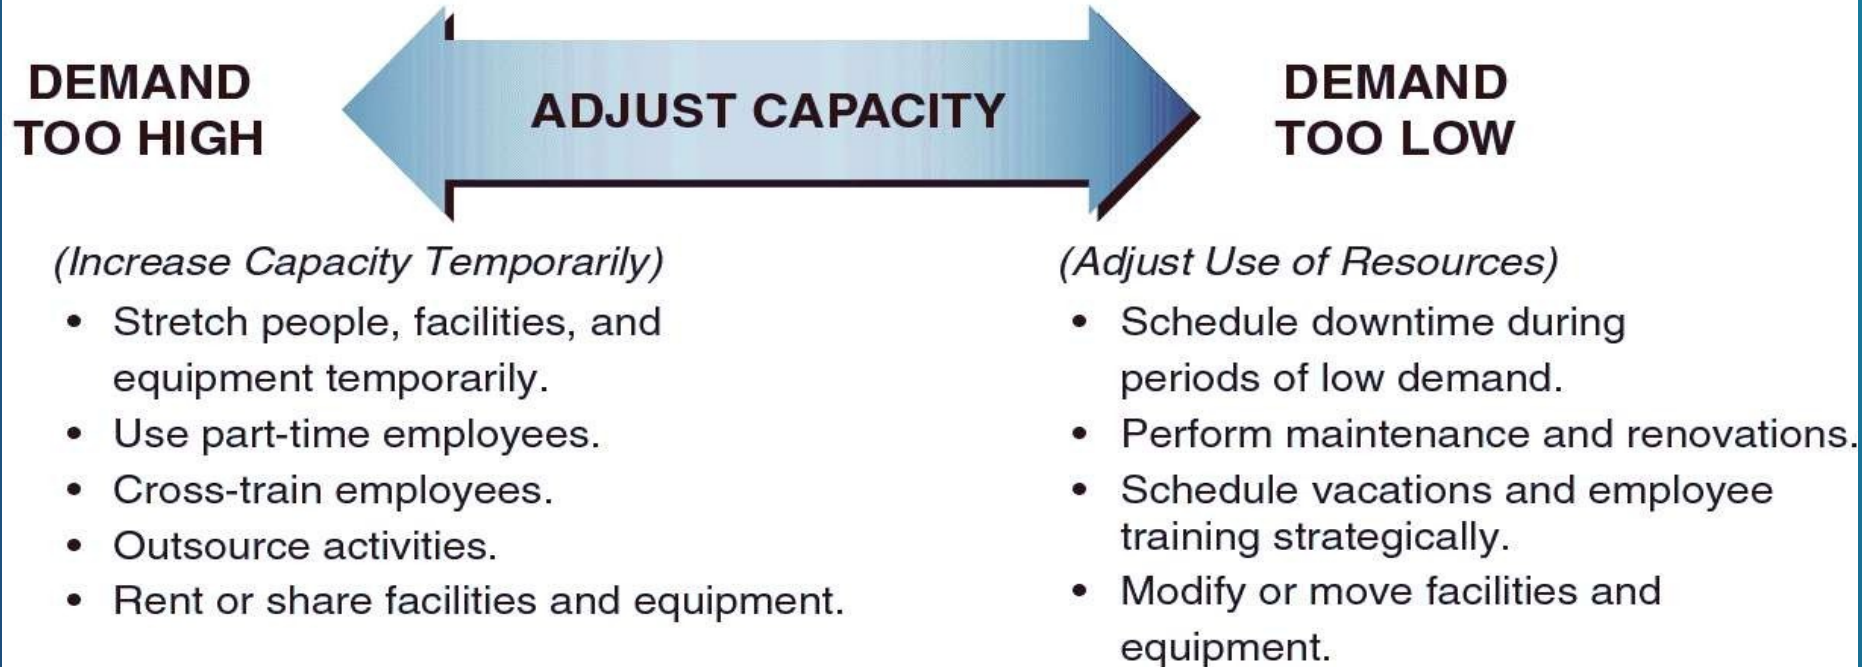 DEMAND
TOO HIGH
ADJUST CAPACITY
DEMAND
TOO LOW
(Increase Capacity Temporarily)
• Stretch people, facilities, and
equipment temporarily.
• Use part-time employees.
• Cross-train employees.
• Outsource activities.
• Rent or share facilities and equipment.
(Adjust Use of Resources)
• Schedule downtime during
periods of low demand.
• Perform maintenance and renovations.
• Schedule vacations and employee
training strategically.
• Modify or move facilities and
equipment.